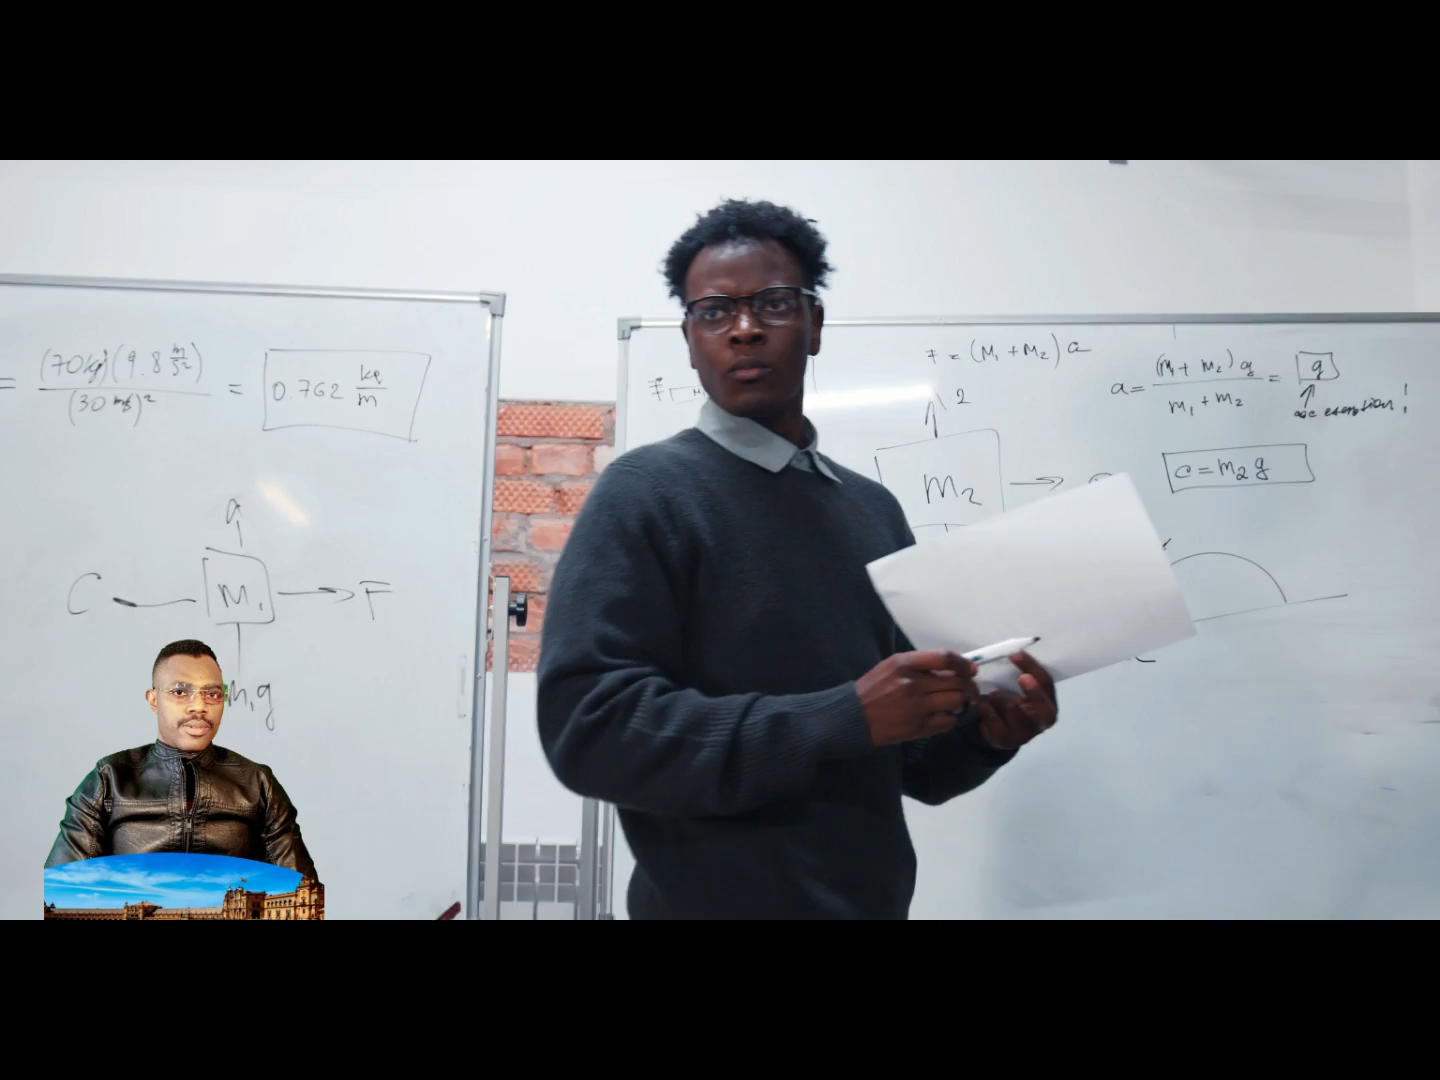 = (70kg)(9.8 m/s²) / (30 m/s)² = 0.762 kg/m
a
C M₁ F
m₁g
F = (M₁ + M₂) a
a = (M₁ + M₂) g / m₁ + m₂ = g
2
M₂
C = m₂g